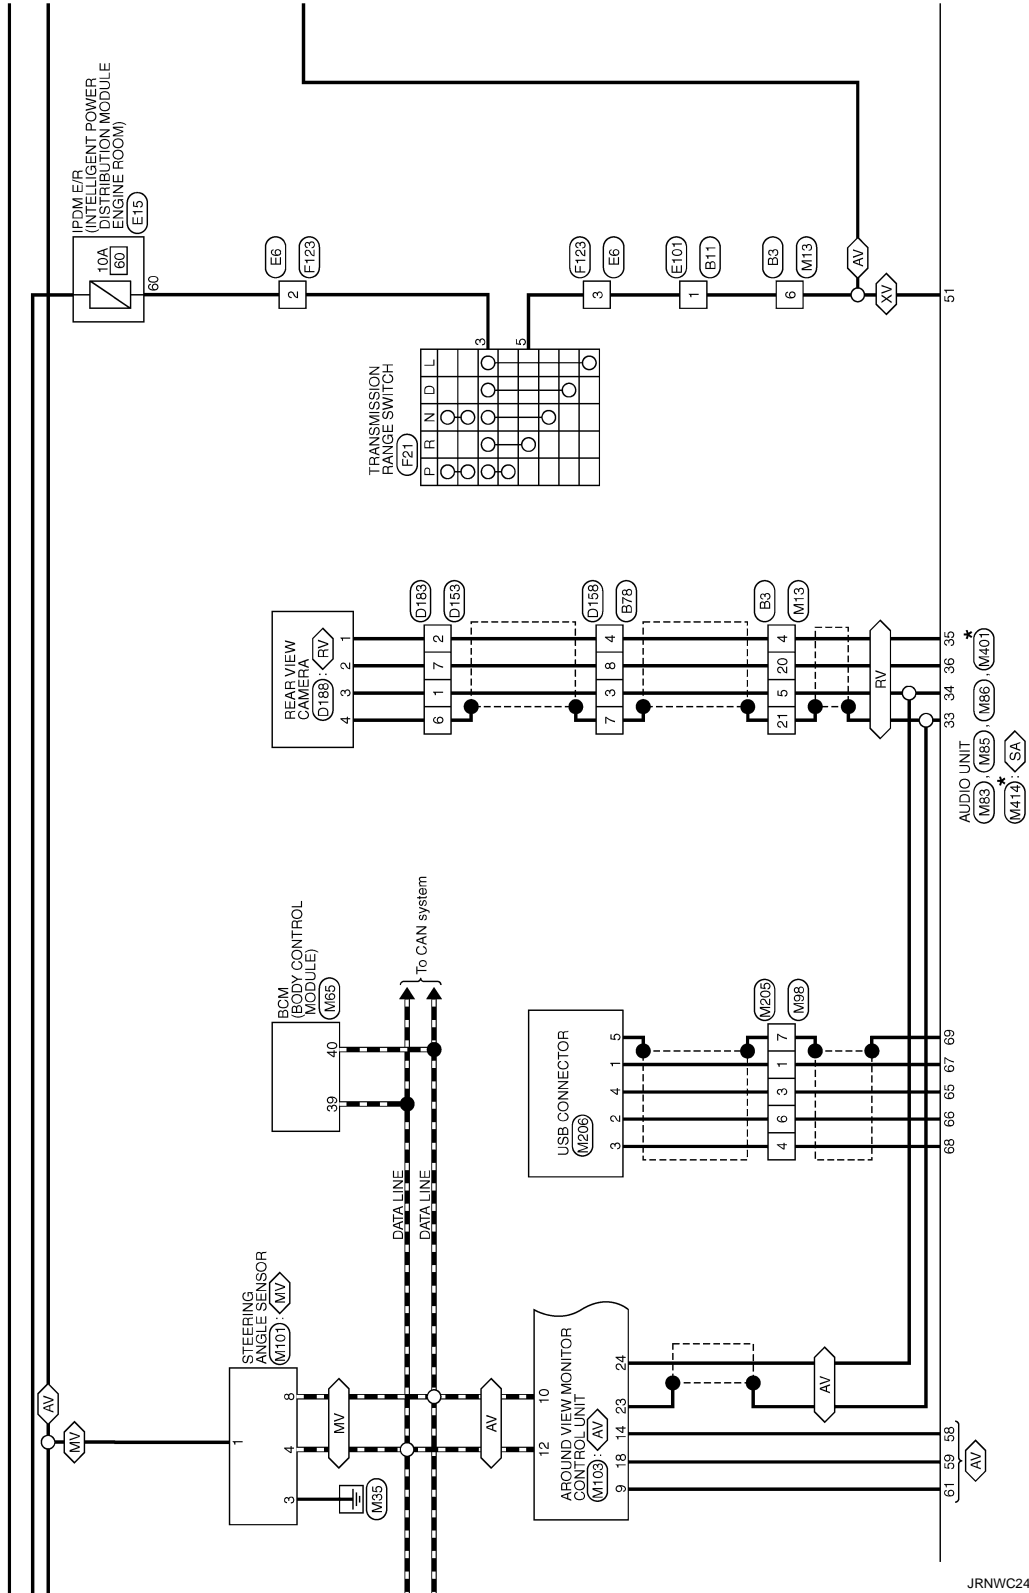 AV
MV
STEERING
ANGLE SENSOR
M101 : MV
1
3
4
8
M35
MV
DATA LINE
DATA LINE
To CAN system
AV
12
10
AROUND VIEW MONITOR
CONTROL UNIT
M103 : AV
9
18
14
23
24
AV
61
59
58
AV
BCM
(BODY CONTROL
MODULE)
M65
39
40
USB CONNECTOR
M206
3
2
4
1
5
4
6
3
1
7
M205
M98
68
66
65
67
69
REAR VIEW
CAMERA
D188 : RV
4
3
2
1
6
1
7
2
D183
D153
7
3
8
4
D158
B78
21
5
20
4
B3
M13
RV
33
34
36
35
AUDIO UNIT
M83 , M85 , M86 , M401 *
M414 * : SA
IPDM E/R
(INTELLIGENT POWER
DISTRIBUTION MODULE
ENGINE ROOM)
E15
10A
60
60
2
E6
F123
TRANSMISSION
RANGE SWITCH
F21
P R N D L
3
5
3
F123
E6
1
E101
B11
6
B3
M13
AV
XV
51
JRNWC24